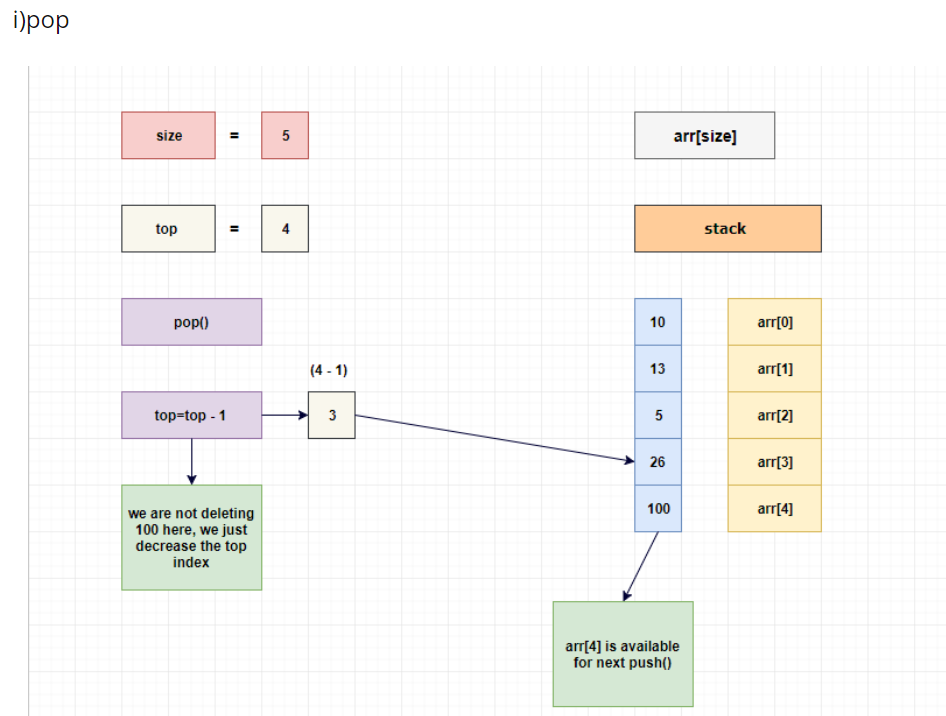 i)pop
size = 5
arr[size]
top = 4
stack
pop()
10 arr[0]
(4 - 1)
13 arr[1]
top=top - 1
3
5 arr[2]
26 arr[3]
100 arr[4]
we are not deleting
100 here, we just
decrease the top
index
arr[4] is available
for next push()